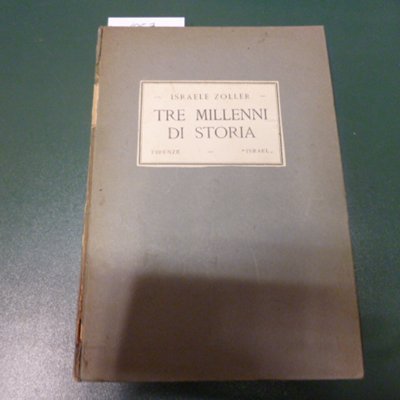 — ISRAELE ZOLLER —
TRE MILLENNI
DI STORIA
FIRENZE — "ISRAEL„